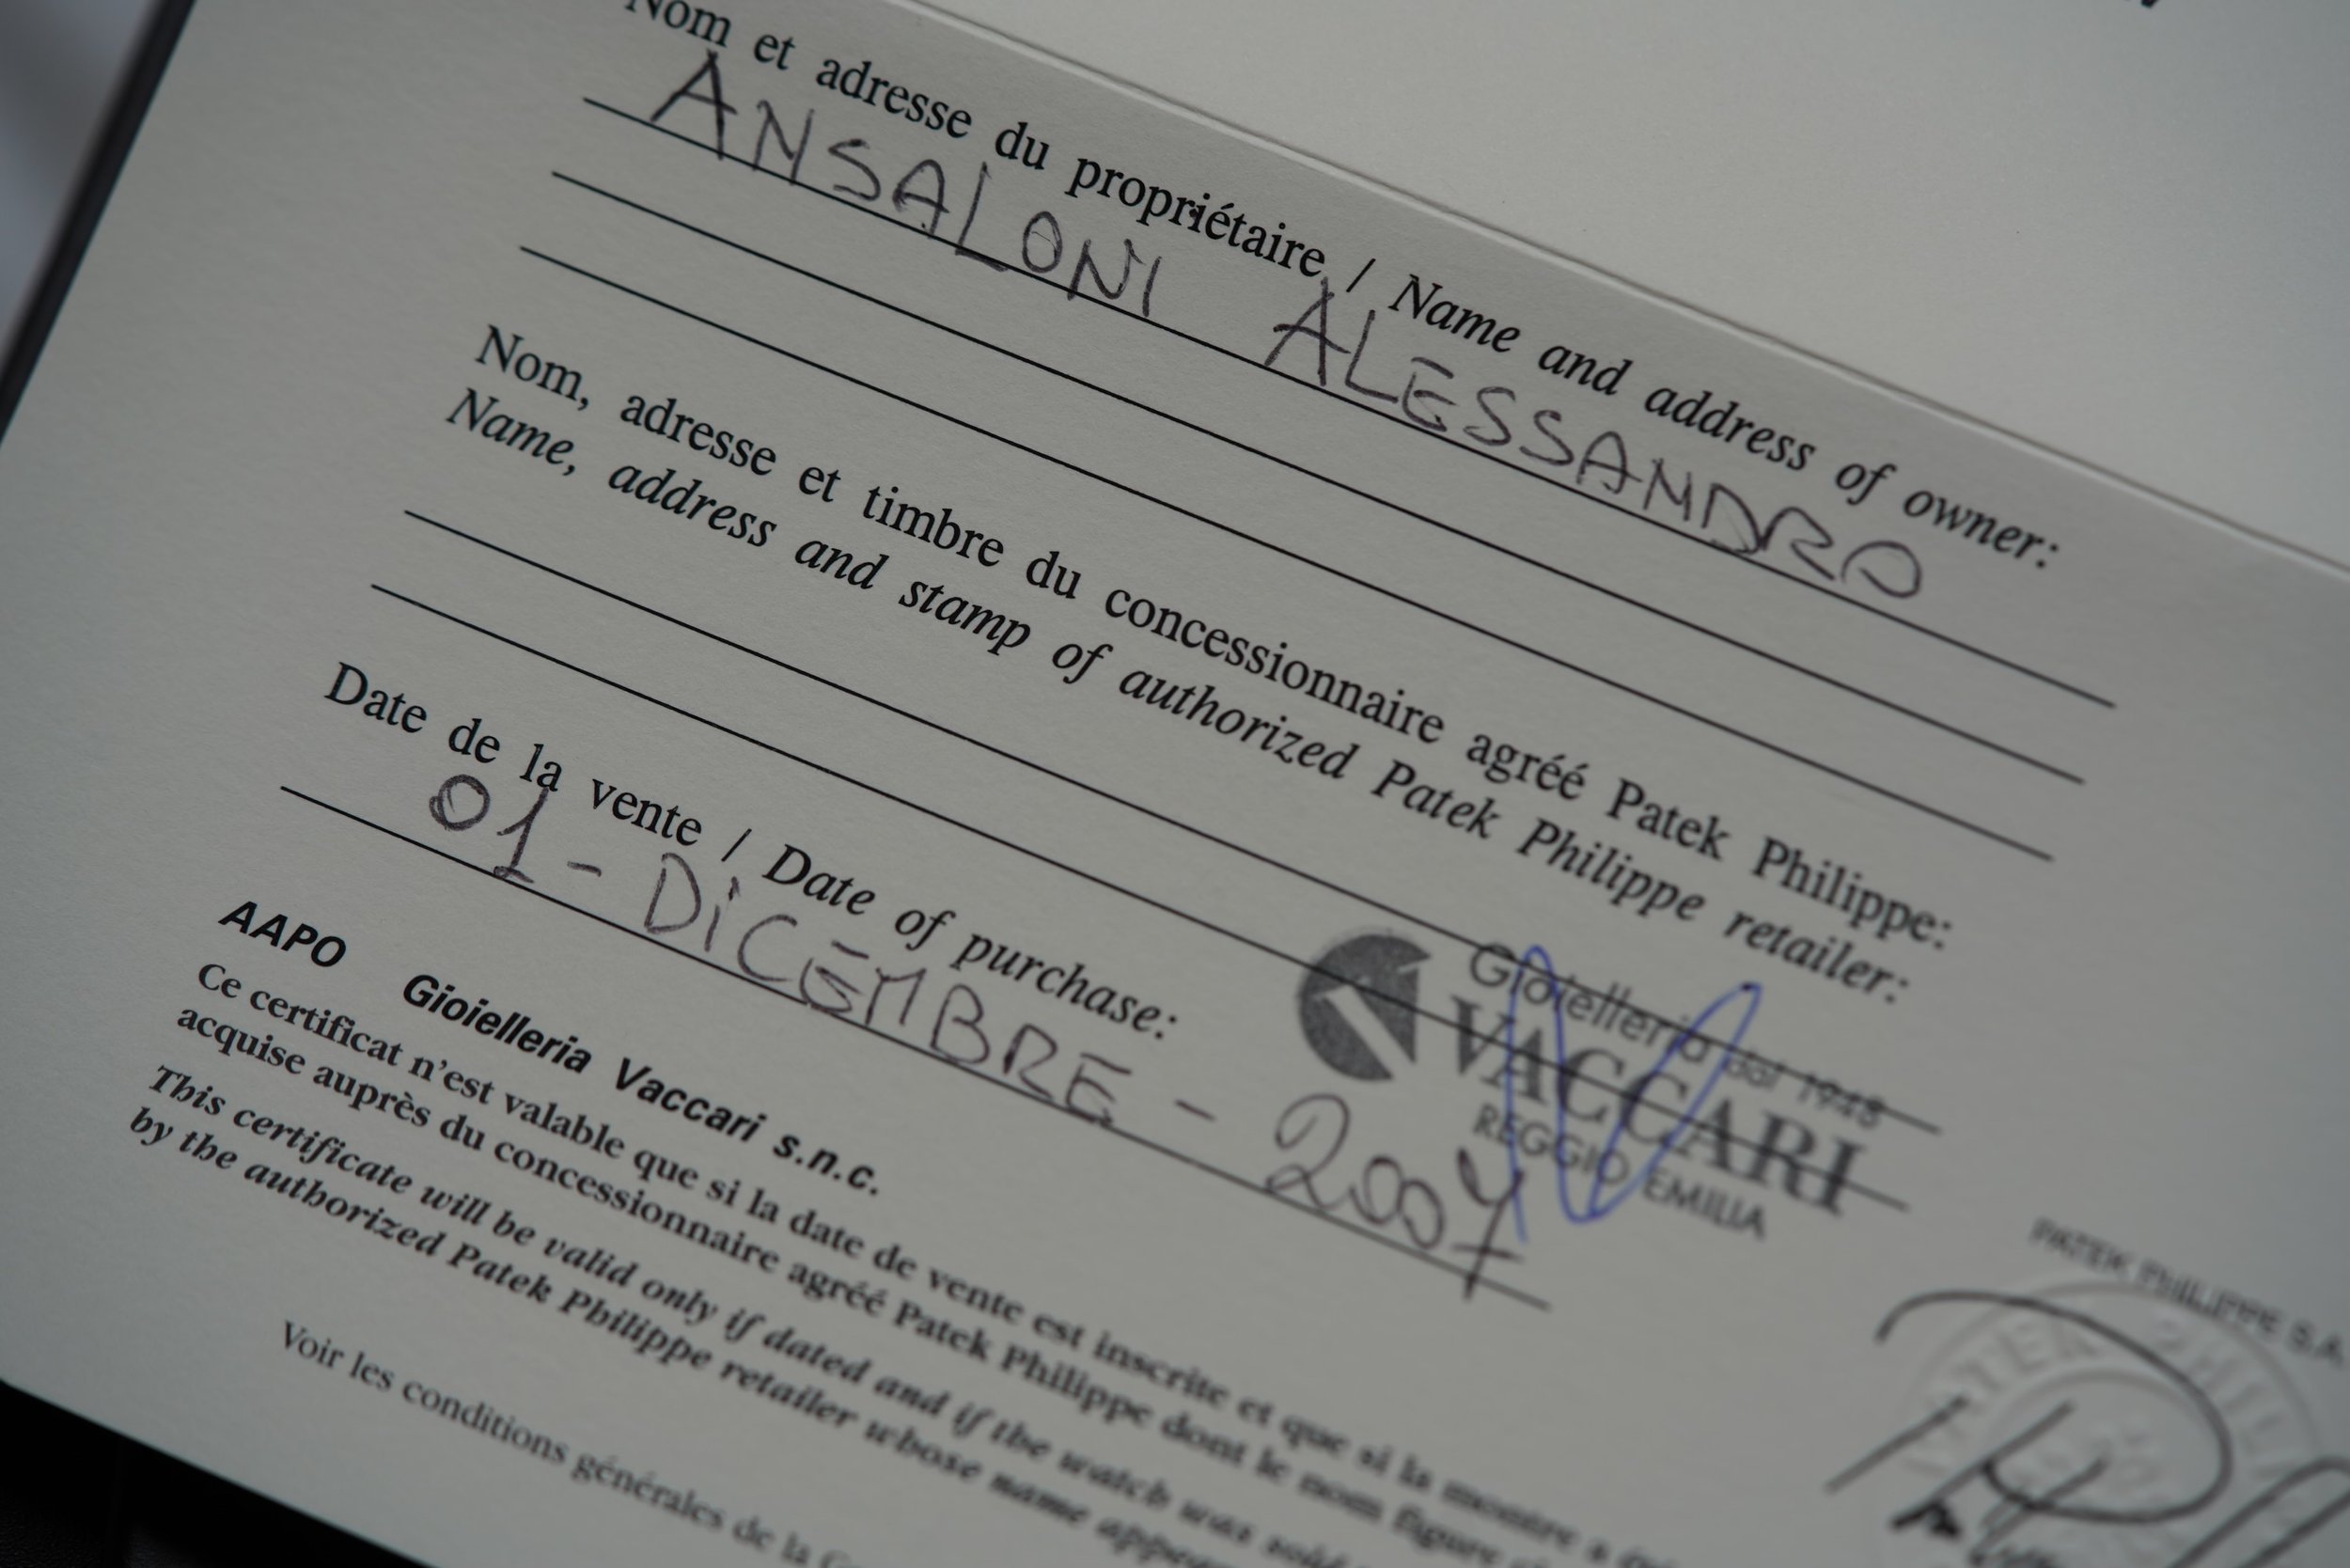 Nom et adresse du propriétaire / Name and address of owner:
ANSALONI ALESSANDRO
Nom, adresse et timbre du concessionnaire agréé Patek Philippe:
Name, address and stamp of authorized Patek Philippe retailer:
Gioielleria dal 1948
VACCARI
REGGIO EMILIA
Date de la vente / Date of purchase:
01 - DiCEMBRE - 2007
AAPO Gioielleria Vaccari s.n.c.
Ce certificat n'est valable que si la date de vente est inscrite et que si la montre a
acquise auprès du concessionnaire agréé Patek Philippe dont le nom figure
This certificate will be valid only if dated and if the watch was sold
by the authorized Patek Philippe retailer whose name appears
Voir les conditions générales de la
PATEK PHILIPPE S.A.